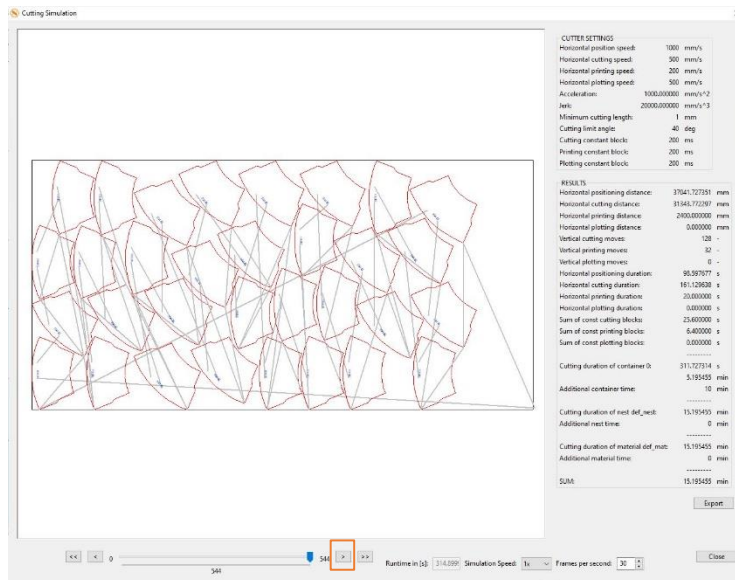 Cutting Simulation
CUTTER SETTINGS
Horizontal position speed: 1000 mm/s
Horizontal cutting speed: 500 mm/s
Horizontal printing speed: 200 mm/s
Horizontal plotting speed: 500 mm/s
Acceleration: 1000.000000 mm/s^2
Jerk: 20000.000000 mm/s^3
Minimum cutting length: 1 mm
Cutting limit angle: 40 deg
Cutting constant block: 200 ms
Printing constant block: 200 ms
Plotting constant block: 200 ms
RESULTS
Horizontal positioning distance: 37041.727351 mm
Horizontal cutting distance: 31343.772297 mm
Horizontal printing distance: 2400.000000 mm
Horizontal plotting distance: 0.000000 mm
Vertical cutting moves: 128 -
Vertical printing moves: 32 -
Vertical plotting moves: 0 -
Horizontal positioning duration: 98.597677 s
Horizontal cutting duration: 161.129638 s
Horizontal printing duration: 20.000000 s
Horizontal plotting duration: 0.000000 s
Sum of const cutting blocks: 25.600000 s
Sum of const printing blocks: 6.400000 s
Sum of const plotting blocks: 0.000000 s
---------
Cutting duration of container 0: 311.727314 s
5.195455 min
Additional container time: 10 min
---------
Cutting duration of nest def_nest: 15.195455 min
Additional nest time: 0 min
---------
Cutting duration of material def_mat: 15.195455 min
Additional material time: 0 min
---------
SUM: 15.195455 min
Export
<< < 0 544 > >>
544
Runtime in [s]: 314.899 Simulation Speed: 1x Frames per second: 30
Close